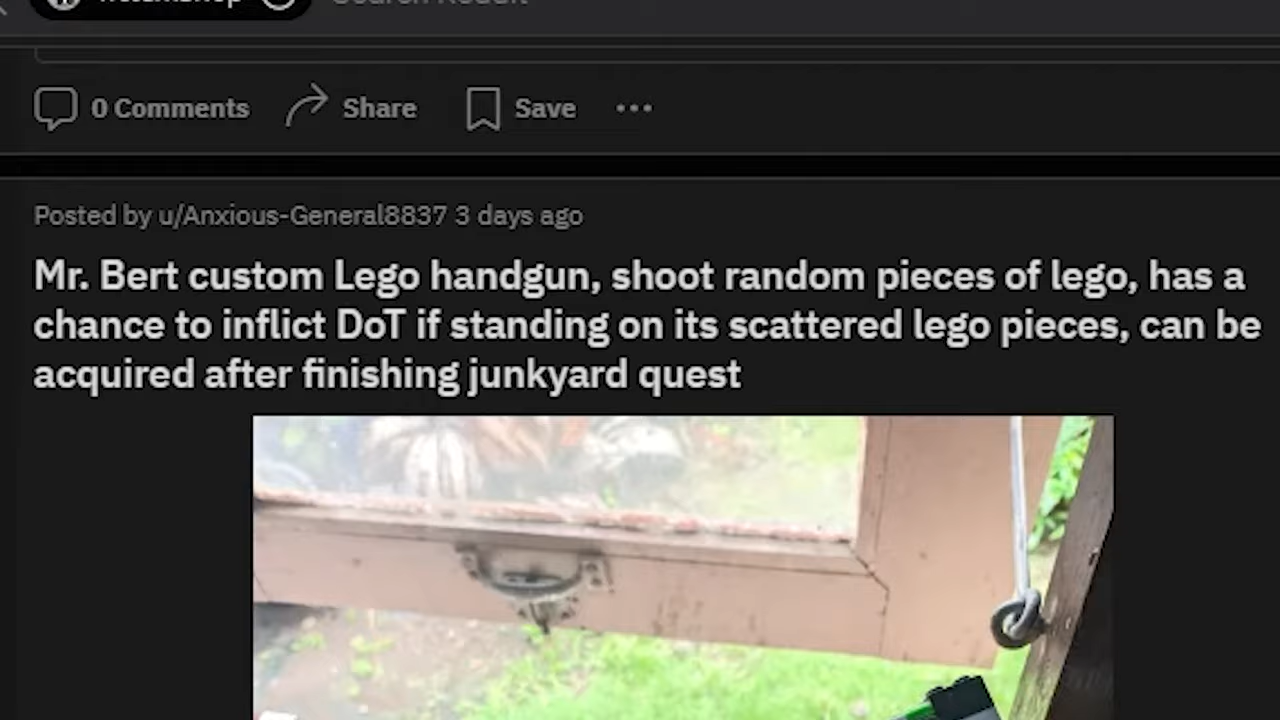 0 Comments Share Save
Posted by u/Anxious-General8837 3 days ago
Mr. Bert custom Lego handgun, shoot random pieces of lego, has a
chance to inflict DoT if standing on its scattered lego pieces, can be
acquired after finishing junkyard quest